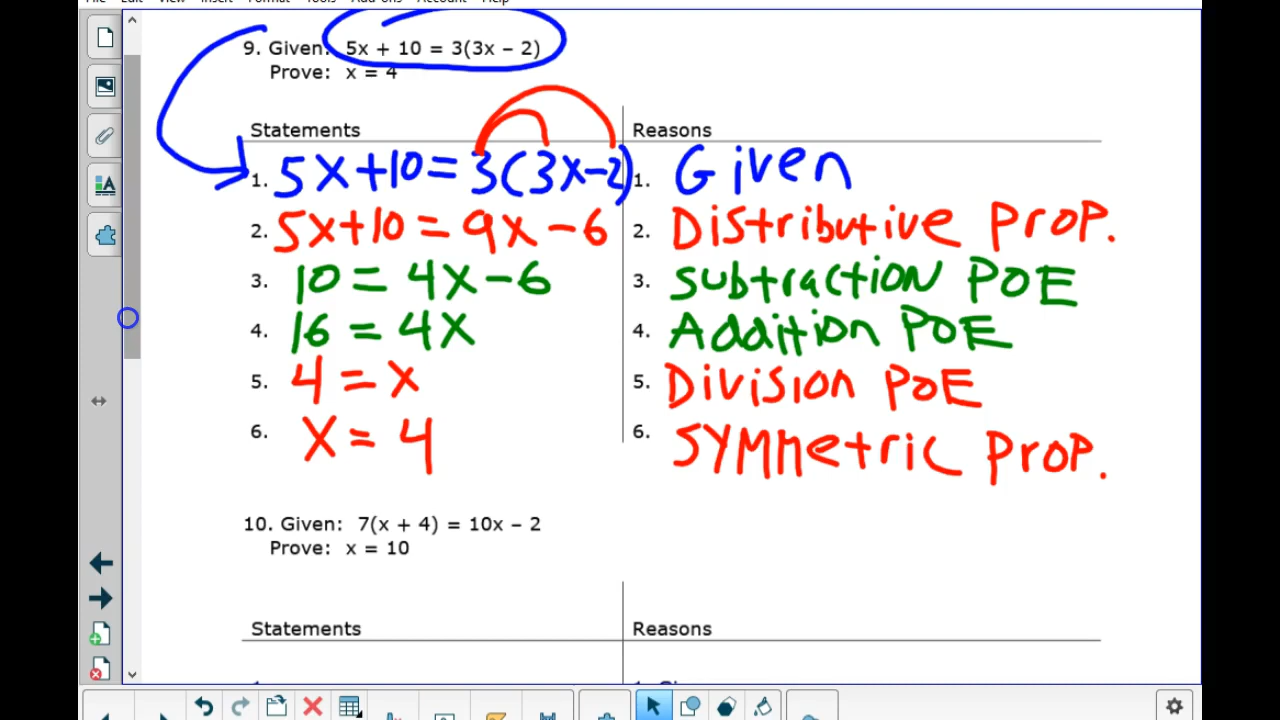 9. Given: 5x + 10 = 3(3x – 2)
Prove: x = 4
Statements Reasons
1. 5x+10=3(3x-2) 1. Given
2. 5x+10=9x-6 2. Distributive Prop.
3. 10=4x-6 3. Subtraction POE
4. 16=4x 4. Addition POE
5. 4=x 5. Division POE
6. x=4 6. Symmetric Prop.
10. Given: 7(x + 4) = 10x – 2
Prove: x = 10
Statements Reasons